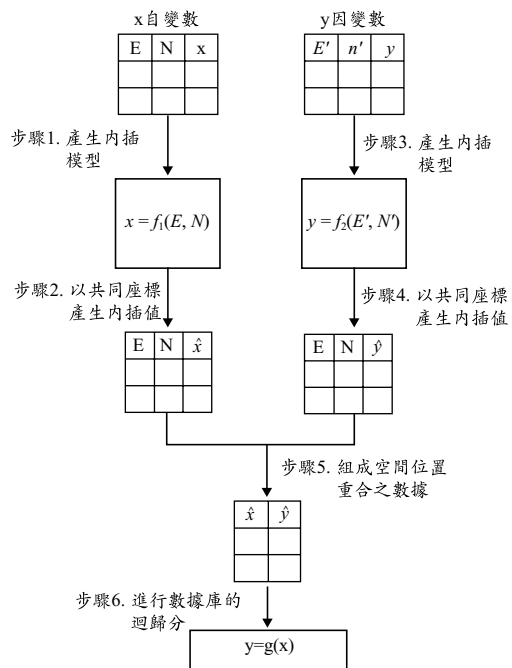 x自變數
y因變數
E N x
E′ n′ y
步驟1. 產生內插
模型
步驟3. 產生內插
模型
x = f₁(E, N)
y = f₂(E′, N′)
步驟2. 以共同座標
產生內插值
步驟4. 以共同座標
產生內插值
E N x̂
E N ŷ
步驟5. 組成空間位置
重合之數據
x̂ ŷ
步驟6. 進行數據庫的
迴歸分
y=g(x)